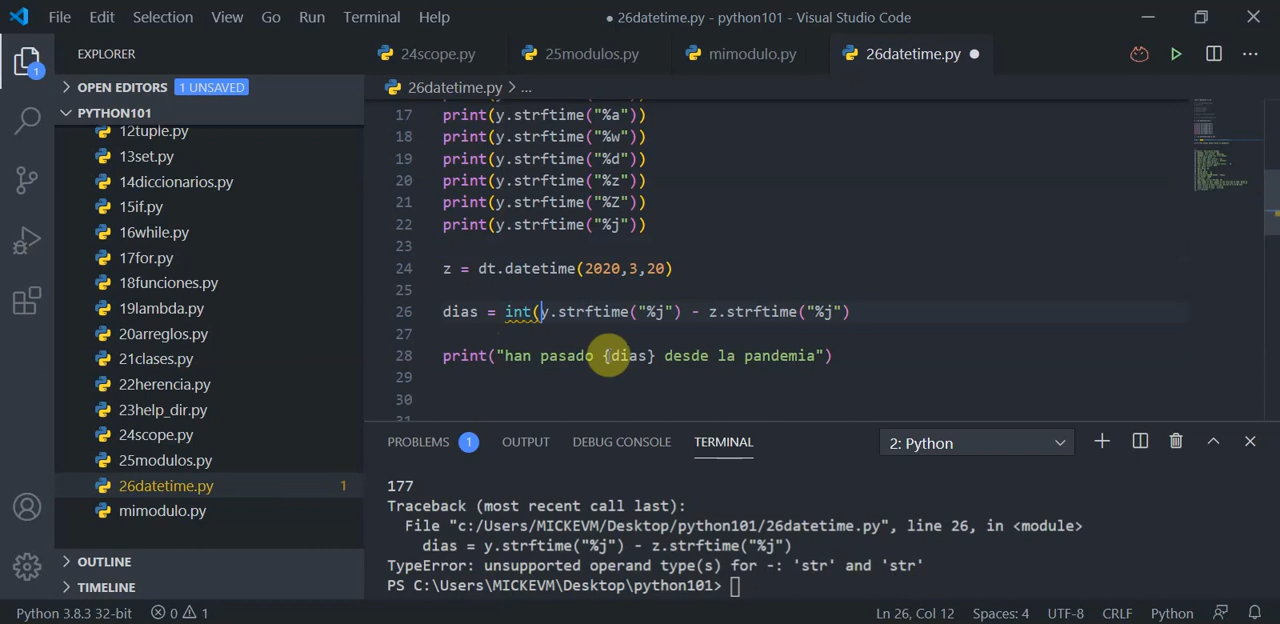 File Edit Selection View Go Run Terminal Help
● 26datetime.py - python101 - Visual Studio Code
EXPLORER
24scope.py 25modulos.py mimodulo.py 26datetime.py ●
1
OPEN EDITORS 1 UNSAVED
PYTHON101
12tuple.py
13set.py
14diccionarios.py
15if.py
16while.py
17for.py
18funciones.py
19lambda.py
20arreglos.py
21clases.py
22herencia.py
23help_dir.py
24scope.py
25modulos.py
26datetime.py 1
mimodulo.py
OUTLINE
TIMELINE
26datetime.py > ...
17 print(y.strftime("%a"))
18 print(y.strftime("%w"))
19 print(y.strftime("%d"))
20 print(y.strftime("%z"))
21 print(y.strftime("%Z"))
22 print(y.strftime("%j"))
23
24 z = dt.datetime(2020,3,20)
25
26 dias = int(y.strftime("%j") - z.strftime("%j")
27
28 print("han pasado {dias} desde la pandemia")
29
30
31
PROBLEMS 1 OUTPUT DEBUG CONSOLE TERMINAL 2: Python
177
Traceback (most recent call last):
File "c:/Users/MICKEVM/Desktop/python101/26datetime.py", line 26, in <module>
dias = y.strftime("%j") - z.strftime("%j")
TypeError: unsupported operand type(s) for -: 'str' and 'str'
PS C:\Users\MICKEVM\Desktop\python101>
Python 3.8.3 32-bit 0 1 Ln 26, Col 12 Spaces: 4 UTF-8 CRLF Python